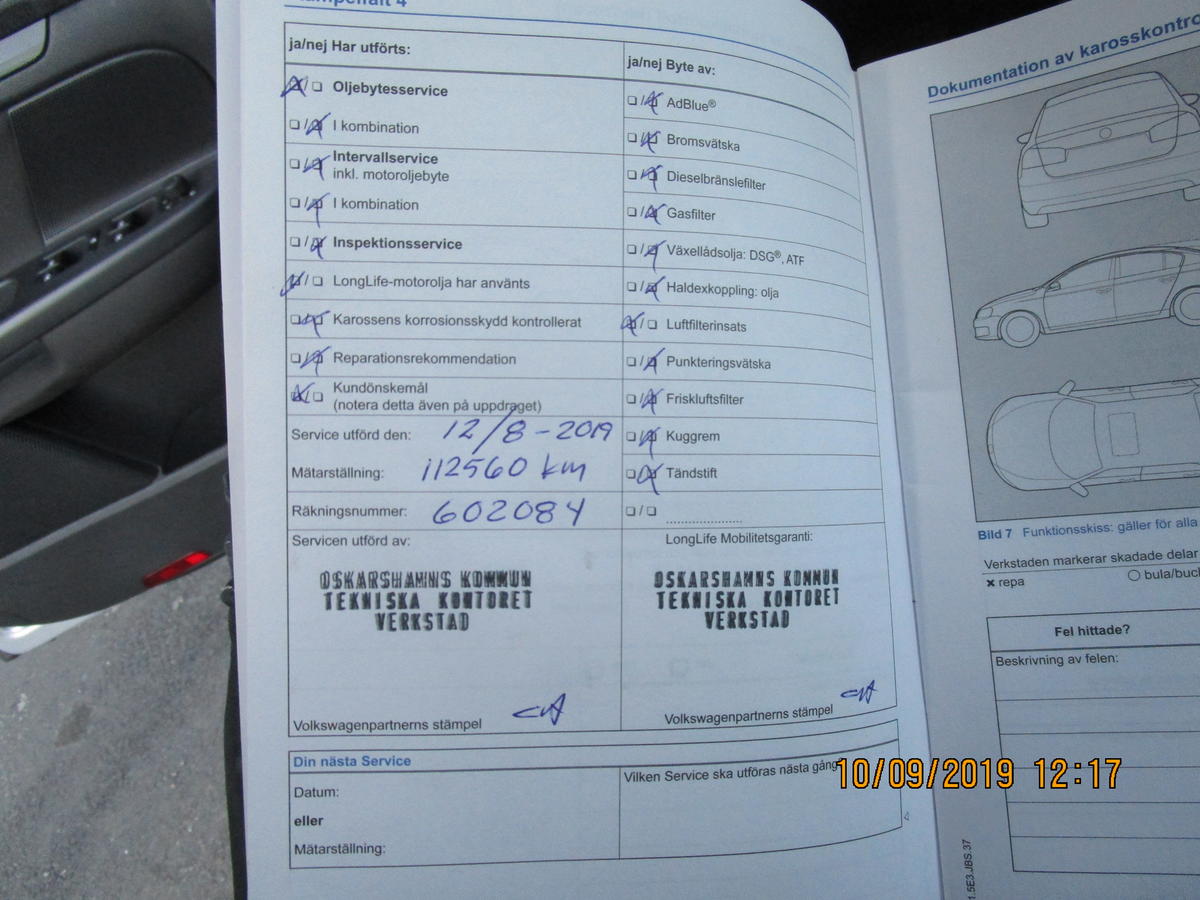 ja/nej Har utförts:
Oljebytesservice
I kombination
Intervallservice
inkl. motoroljebyte
I kombination
Inspektionsservice
LongLife-motorolja har använts
Karossens korrosionsskydd kontrollerat
Reparationsrekommendation
Kundönskemål
(notera detta även på uppdraget)
Service utförd den: 12/8-2019
Mätarställning: 112560 km
Räkningsnummer: 602084
Servicen utförd av:
OSKARSHAMNS KOMMUN
TEKNISKA KONTORET
VERKSTAD
Volkswagenpartnerns stämpel
ja/nej Byte av:
AdBlue®
Bromsvätska
Dieselbränslefilter
Gasfilter
Växellådsolja: DSG®, ATF
Haldexkoppling: olja
Luftfilterinsats
Punkteringsvätska
Friskluftsfilter
Kuggrem
Tändstift
LongLife Mobilitetsgaranti:
OSKARSHAMNS KOMMUN
TEKNISKA KONTORET
VERKSTAD
Volkswagenpartnerns stämpel
Din nästa Service
Datum:
eller
Mätarställning:
Vilken Service ska utföras nästa gång
Dokumentation av karosskontro
Bild 7 Funktionsskiss: gäller för alla
Verkstaden markerar skadade delar
x repa
bula/buc
Fel hittade?
Beskrivning av felen:
1.5E3.JBS.37
10/09/2019 12:17